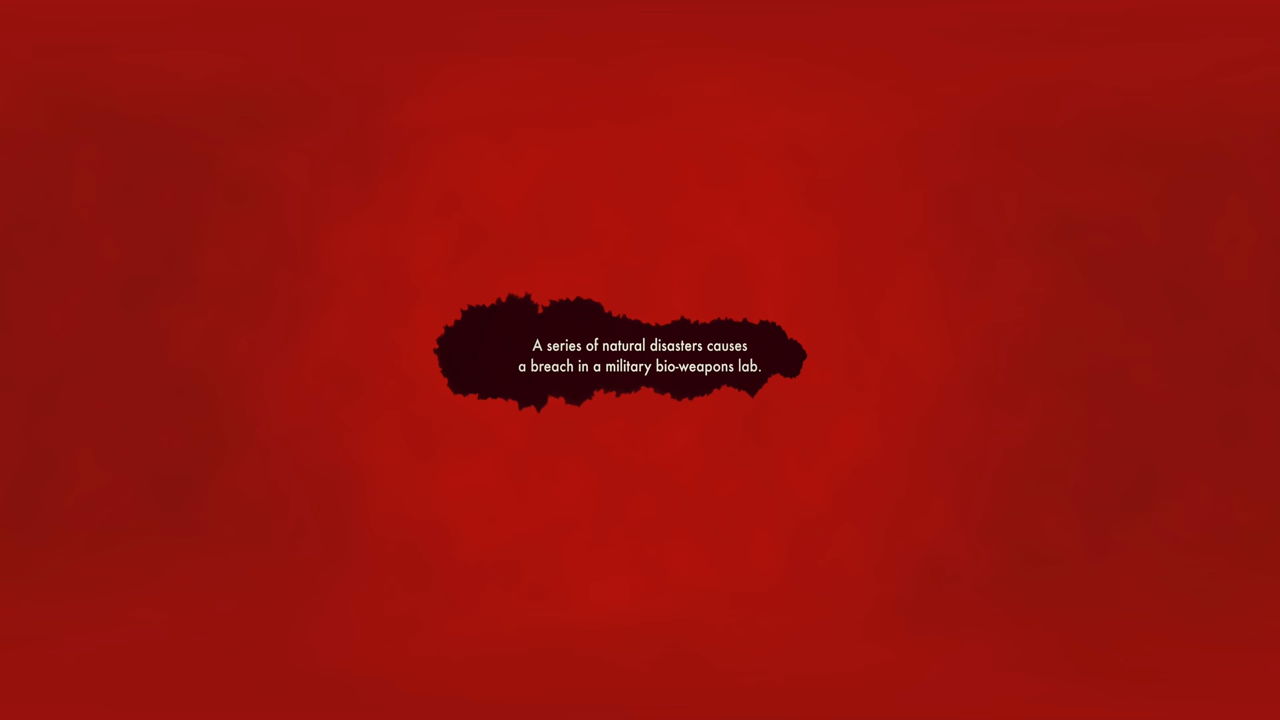 A series of natural disasters causes
a breach in a military bio-weapons lab.